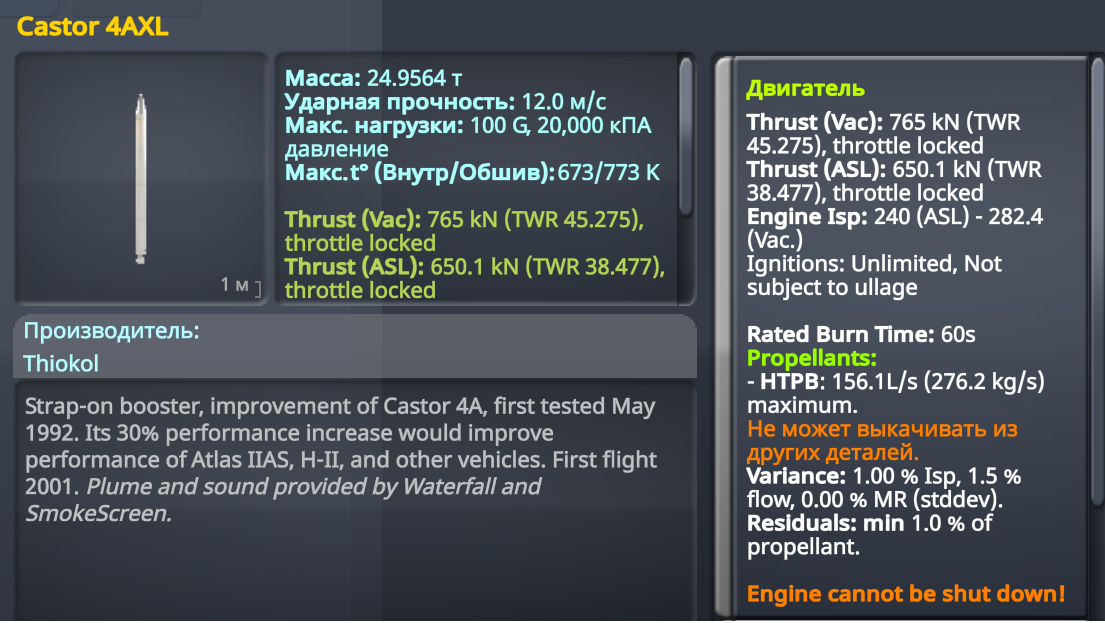 Castor 4AXL
1 м
Масса: 24.9564 т
Ударная прочность: 12.0 м/с
Макс. нагрузки: 100 G, 20,000 кПА
давление
Макс.t° (Внутр/Обшив):673/773 K
Thrust (Vac): 765 kN (TWR 45.275),
throttle locked
Thrust (ASL): 650.1 kN (TWR 38.477),
throttle locked
Производитель:
Thiokol
Strap-on booster, improvement of Castor 4A, first tested May
1992. Its 30% performance increase would improve
performance of Atlas IIAS, H-II, and other vehicles. First flight
2001. Plume and sound provided by Waterfall and
SmokeScreen.
Двигатель
Thrust (Vac): 765 kN (TWR
45.275), throttle locked
Thrust (ASL): 650.1 kN (TWR
38.477), throttle locked
Engine Isp: 240 (ASL) - 282.4
(Vac.)
Ignitions: Unlimited, Not
subject to ullage
Rated Burn Time: 60s
Propellants:
- HTPB: 156.1L/s (276.2 kg/s)
maximum.
Не может выкачивать из
других деталей.
Variance: 1.00 % Isp, 1.5 %
flow, 0.00 % MR (stddev).
Residuals: min 1.0 % of
propellant.
Engine cannot be shut down!